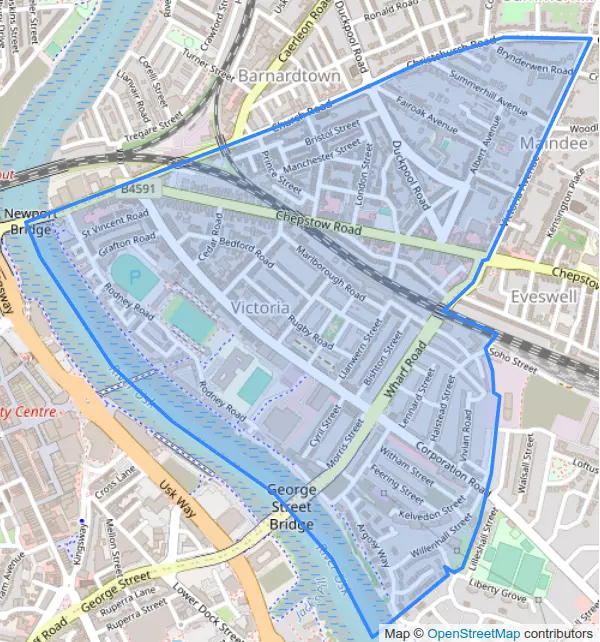 Ronald Road
Caerleon Road
Duckpool Road
Crawford Street
Turner Street
Corelli Street
Llanvair Road
Barnardtown
Christchurch Road
Brynderwen Road
Summerhill Avenue
Tregare Street
Church Road
Fairoak Avenue
Bristol Street
Albert Avenue
Maindee
Manchester Street
Prince Street
London Street
Duckpool Road
Kensington Place
B4591
Victoria Avenue
Newport
Bridge
St Vincent Road
Chepstow Road
Grafton Road
Cedar Road
Bedford Road
Marlborough Road
Chepstow
Rodney Road
P
Victoria
Eveswell
Rugby Road
Llanwern Street
Bishton Street
Wharf Road
Soho Street
Rodney Road
Lennard Street
Halstead Street
Vivian Road
City Centre
River Usk
Cyril Street
Morris Street
Corporation Road
Witham Street
Walsall Street
Cross Lane
Usk Way
Feering Street
George
Street
Bridge
Kelvedon Street
Kingsway
Mellon Street
Argosy Way
Willenhall Street
Lilleshall Street
River Usk
George Street
Ruperra Lane
Ruperra Street
Lower Dock Street
Jack's Pill
Liberty Grove
Map © OpenStreetMap contributors